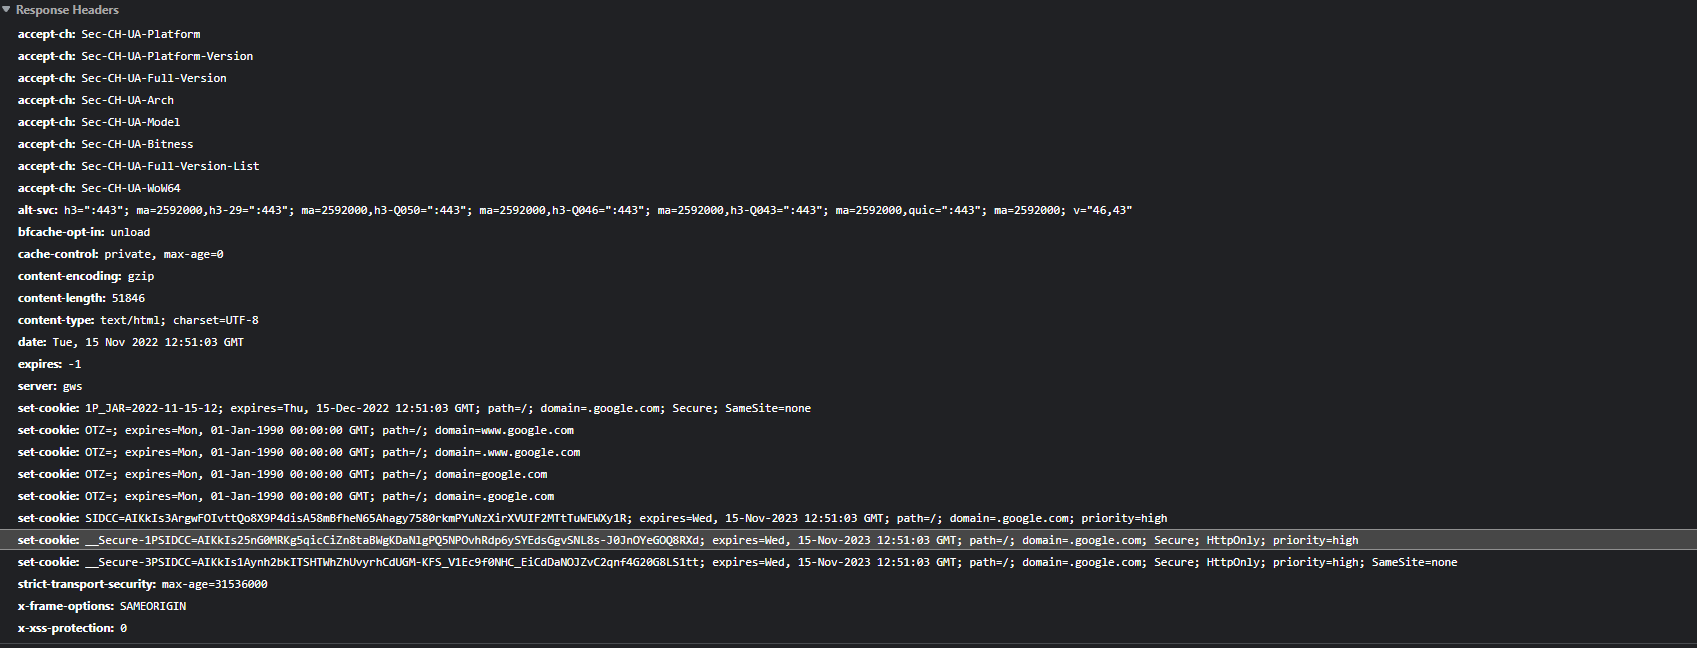 Response Headers
accept-ch: Sec-CH-UA-Platform
accept-ch: Sec-CH-UA-Platform-Version
accept-ch: Sec-CH-UA-Full-Version
accept-ch: Sec-CH-UA-Arch
accept-ch: Sec-CH-UA-Model
accept-ch: Sec-CH-UA-Bitness
accept-ch: Sec-CH-UA-Full-Version-List
accept-ch: Sec-CH-UA-WoW64
alt-svc: h3=":443"; ma=2592000,h3-29=":443"; ma=2592000,h3-Q050=":443"; ma=2592000,h3-Q046=":443"; ma=2592000,h3-Q043=":443"; ma=2592000,quic=":443"; ma=2592000; v="46,43"
bfcache-opt-in: unload
cache-control: private, max-age=0
content-encoding: gzip
content-length: 51846
content-type: text/html; charset=UTF-8
date: Tue, 15 Nov 2022 12:51:03 GMT
expires: -1
server: gws
set-cookie: 1P_JAR=2022-11-15-12; expires=Thu, 15-Dec-2022 12:51:03 GMT; path=/; domain=.google.com; Secure; SameSite=none
set-cookie: OTZ=; expires=Mon, 01-Jan-1990 00:00:00 GMT; path=/; domain=www.google.com
set-cookie: OTZ=; expires=Mon, 01-Jan-1990 00:00:00 GMT; path=/; domain=.www.google.com
set-cookie: OTZ=; expires=Mon, 01-Jan-1990 00:00:00 GMT; path=/; domain=google.com
set-cookie: OTZ=; expires=Mon, 01-Jan-1990 00:00:00 GMT; path=/; domain=.google.com
set-cookie: SIDCC=AIKkIs3ArgwFOIvttQo8X9P4disA58mBfheN65Ahagy7580rkmPYuNzXirXVUIF2MTtTuWEWXy1R; expires=Wed, 15-Nov-2023 12:51:03 GMT; path=/; domain=.google.com; priority=high
set-cookie: __Secure-1PSIDCC=AIKkIs25nG0MRKg5qicCiZn8taBWgKDaNlgPQ5NPOvhRdp6ySYEdsGgvSNL8s-J0JnOYeGOQ8RXd; expires=Wed, 15-Nov-2023 12:51:03 GMT; path=/; domain=.google.com; Secure; HttpOnly; priority=high
set-cookie: __Secure-3PSIDCC=AIKkIs1Aynh2bkITSHTWhZhUvyrhCdUGM-KFS_V1Ec9f0NHC_EiCdDaNOJZvC2qnf4G20G8LS1tt; expires=Wed, 15-Nov-2023 12:51:03 GMT; path=/; domain=.google.com; Secure; HttpOnly; priority=high; SameSite=none
strict-transport-security: max-age=31536000
x-frame-options: SAMEORIGIN
x-xss-protection: 0